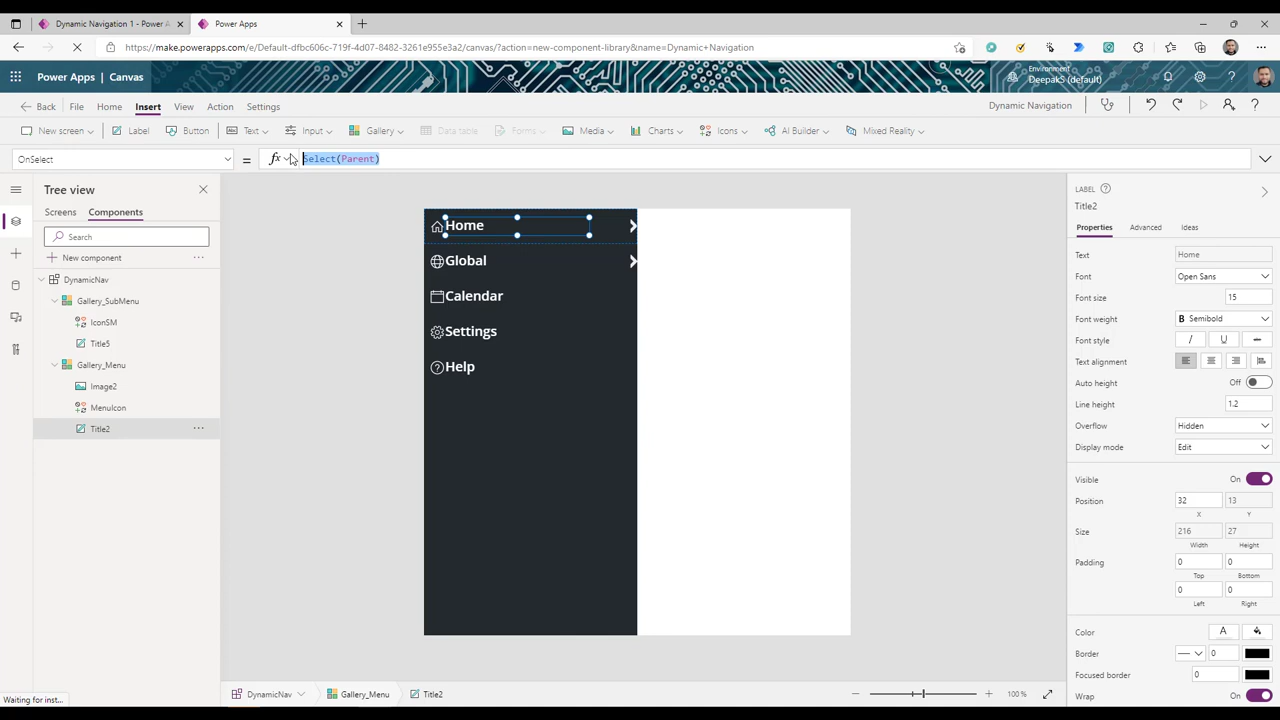 Dynamic Navigation 1 - Power A
Power Apps
https://make.powerapps.com/e/Default-dfbc606c-719f-4d07-8482-3261e955e3a2/canvas/?action=new-component-library&name=Dynamic+Navigation
Power Apps | Canvas
Environment
DeepakS (default)
Back
File
Home
Insert
View
Action
Settings
Dynamic Navigation
New screen
Label
Button
Text
Input
Gallery
Data table
Forms
Media
Charts
Icons
AI Builder
Mixed Reality
OnSelect
=
fx
Select(Parent)
Tree view
Screens
Components
Search
New component
DynamicNav
Gallery_SubMenu
IconSM
Title5
Gallery_Menu
Image2
MenuIcon
Title2
Home
Global
Calendar
Settings
Help
LABEL
Title2
Properties
Advanced
Ideas
Text
Home
Font
Open Sans
Font size
15
Font weight
B Semibold
Font style
Text alignment
Auto height
Off
Line height
1.2
Overflow
Hidden
Display mode
Edit
Visible
On
Position
32
13
X
Y
Size
216
27
Width
Height
Padding
0
0
Top
Bottom
0
0
Left
Right
Color
A
Border
0
Focused border
0
Wrap
On
Waiting for inst...
DynamicNav
Gallery_Menu
Title2
100 %